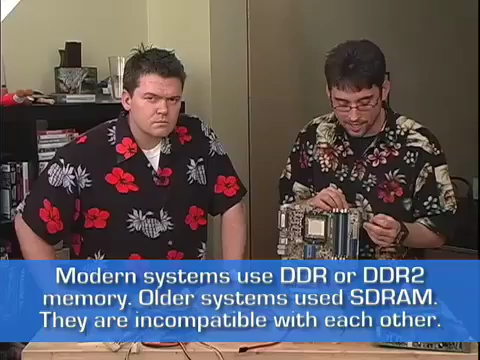 Modern systems use DDR or DDR2
memory. Older systems used SDRAM.
They are incompatible with each other.